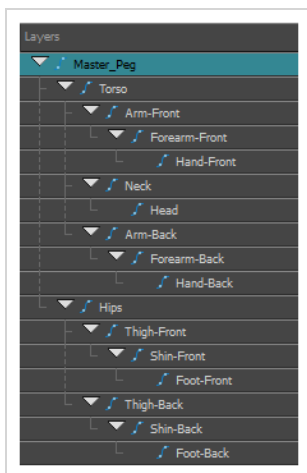 Layers
Master_Peg
Torso
Arm-Front
Forearm-Front
Hand-Front
Neck
Head
Arm-Back
Forearm-Back
Hand-Back
Hips
Thigh-Front
Shin-Front
Foot-Front
Thigh-Back
Shin-Back
Foot-Back